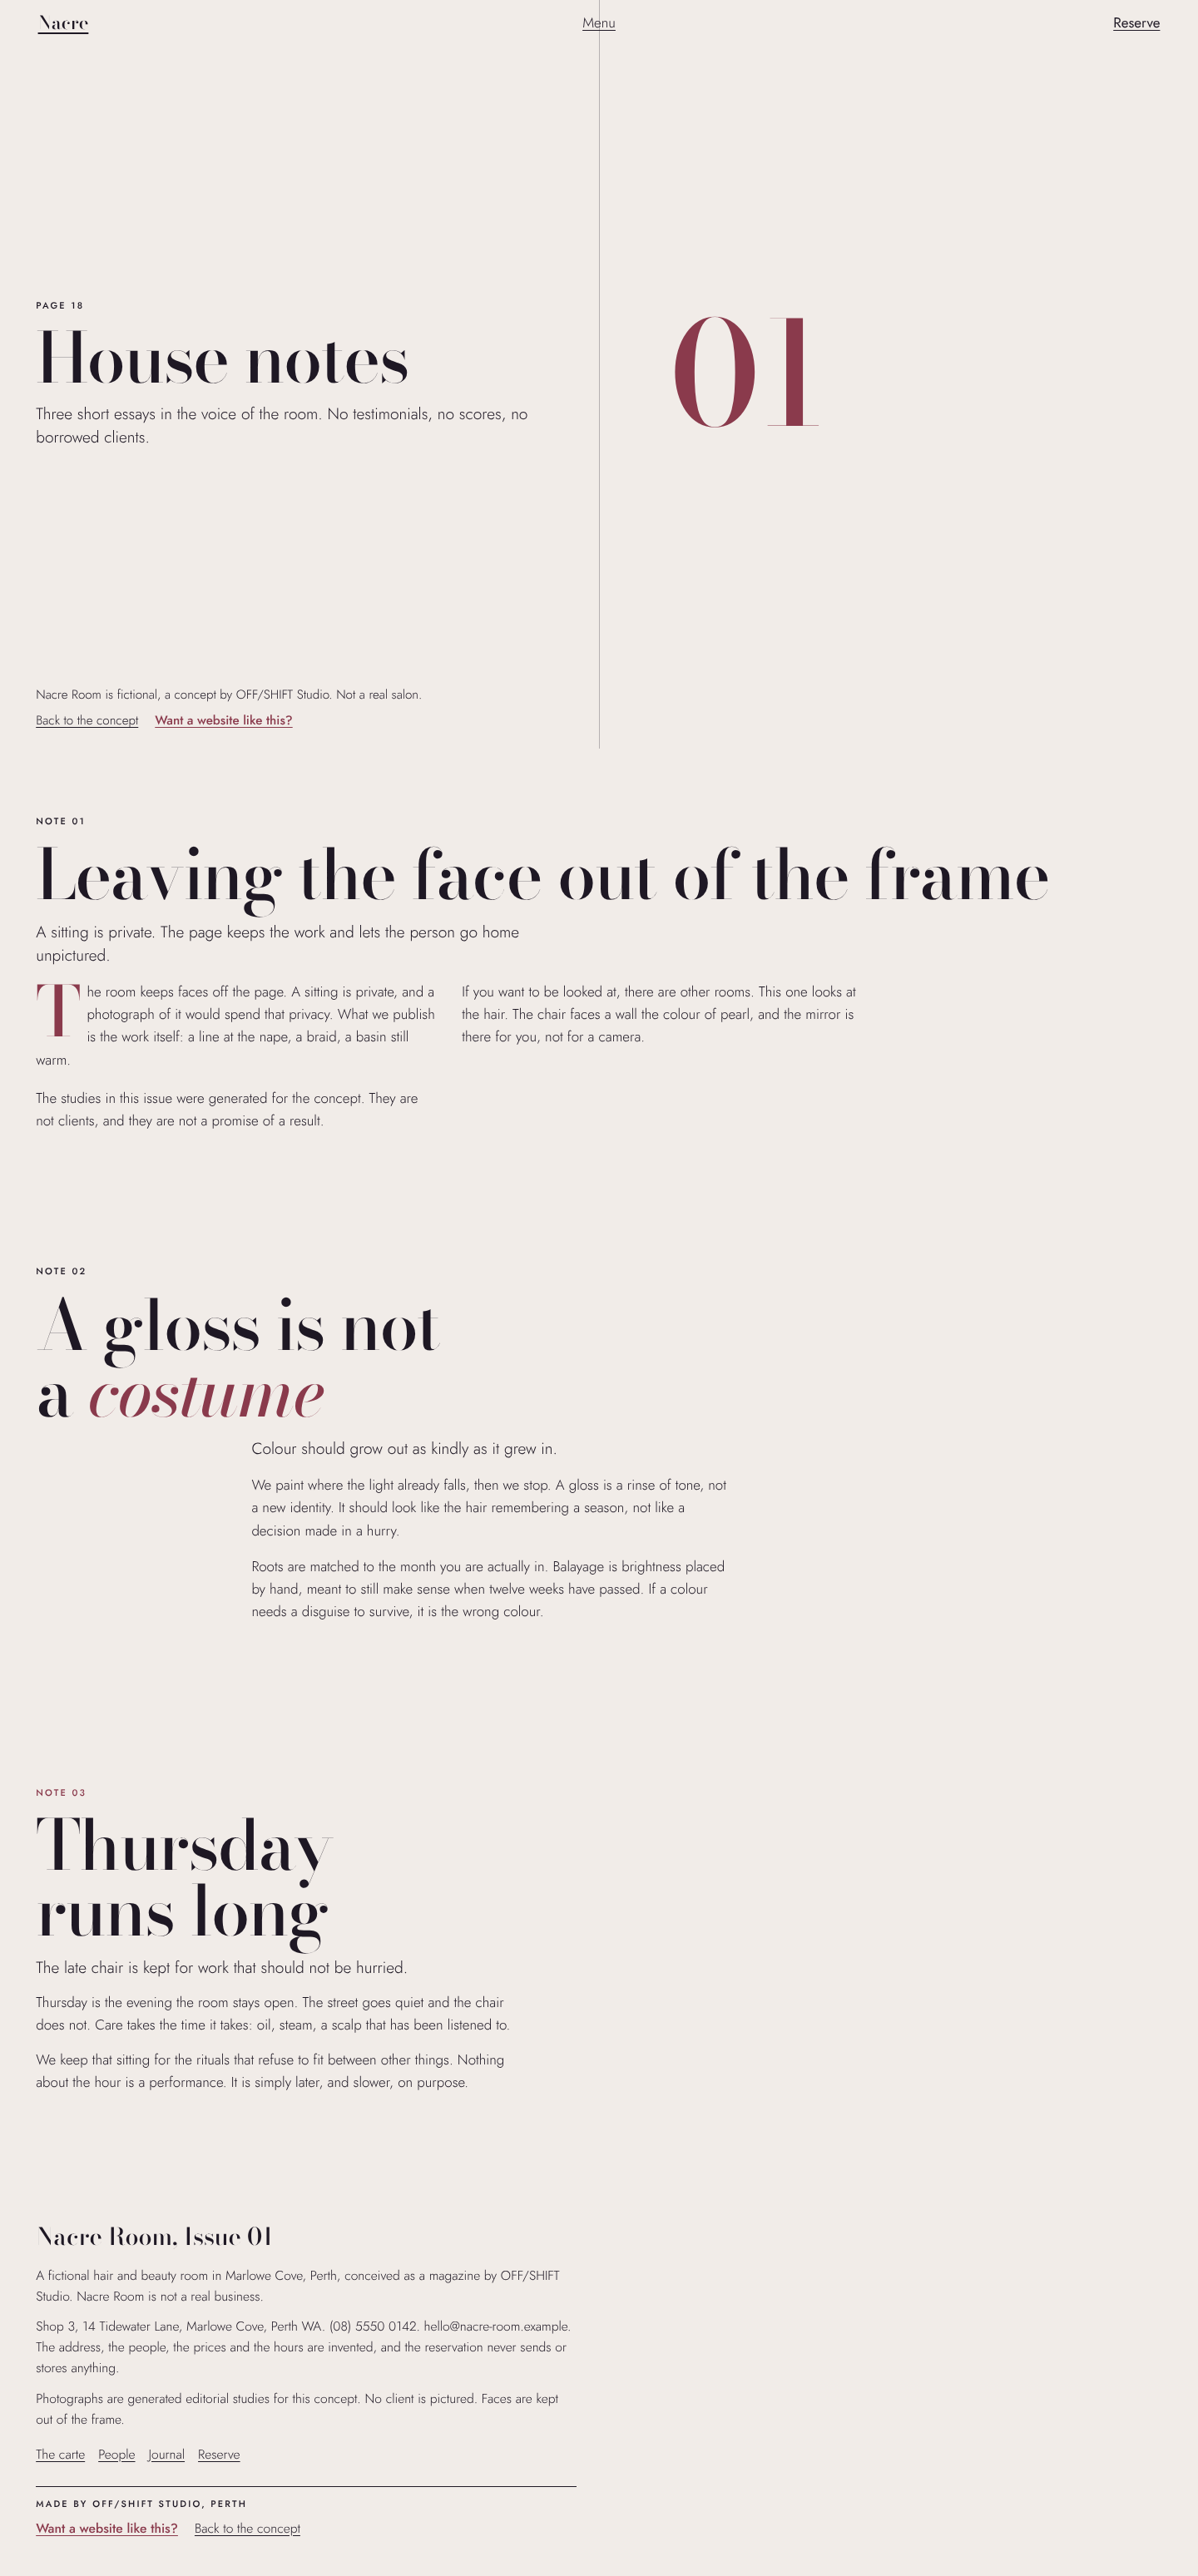 Nacre
Menu
Reserve
PAGE 18
House notes
01
Three short essays in the voice of the room. No testimonials, no scores, no
borrowed clients.
Nacre Room is fictional, a concept by OFF/SHIFT Studio. Not a real salon.
Back to the concept
Want a website like this?
NOTE 01
Leaving the face out of the frame
A sitting is private. The page keeps the work and lets the person go home
unpictured.
The room keeps faces off the page. A sitting is private, and a
photograph of it would spend that privacy. What we publish
is the work itself: a line at the nape, a braid, a basin still
warm.
The studies in this issue were generated for the concept. They are
not clients, and they are not a promise of a result.
If you want to be looked at, there are other rooms. This one looks at
the hair. The chair faces a wall the colour of pearl, and the mirror is
there for you, not for a camera.
NOTE 02
A gloss is not
a costume
Colour should grow out as kindly as it grew in.
We paint where the light already falls, then we stop. A gloss is a rinse of tone, not
a new identity. It should look like the hair remembering a season, not like a
decision made in a hurry.
Roots are matched to the month you are actually in. Balayage is brightness placed
by hand, meant to still make sense when twelve weeks have passed. If a colour
needs a disguise to survive, it is the wrong colour.
NOTE 03
Thursday
runs long
The late chair is kept for work that should not be hurried.
Thursday is the evening the room stays open. The street goes quiet and the chair
does not. Care takes the time it takes: oil, steam, a scalp that has been listened to.
We keep that sitting for the rituals that refuse to fit between other things. Nothing
about the hour is a performance. It is simply later, and slower, on purpose.
Nacre Room, Issue 01
A fictional hair and beauty room in Marlowe Cove, Perth, conceived as a magazine by OFF/SHIFT
Studio. Nacre Room is not a real business.
Shop 3, 14 Tidewater Lane, Marlowe Cove, Perth WA. (08) 5550 0142. hello@nacre-room.example.
The address, the people, the prices and the hours are invented, and the reservation never sends or
stores anything.
Photographs are generated editorial studies for this concept. No client is pictured. Faces are kept
out of the frame.
The carte
People
Journal
Reserve
MADE BY OFF/SHIFT STUDIO, PERTH
Want a website like this?
Back to the concept